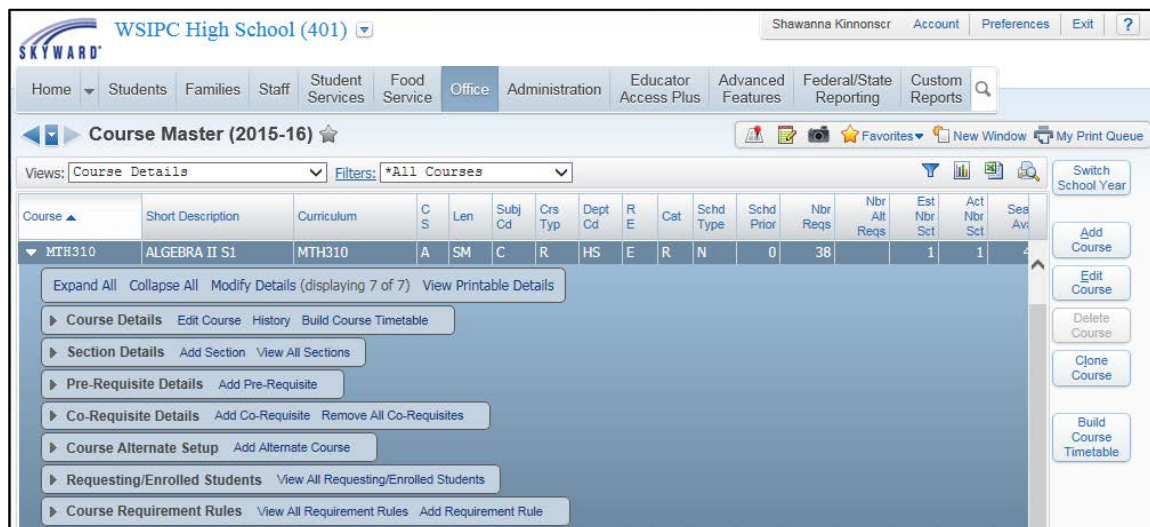 WSIPC High School (401)
SKYWARD
Shawanna Kinnonscr Account Preferences Exit ?
Home Students Families Staff Student Services Food Service Office Administration Educator Access Plus Advanced Features Federal/State Reporting Custom Reports
Course Master (2015-16)
Favorites New Window My Print Queue
Views: Course Details Filters: *All Courses
Switch School Year
Course Short Description Curriculum C S Len Subj Cd Crs Typ Dept Cd R E Cat Schd Type Schd Prior Nbr Reqs Nbr Alt Reqs Est Nbr Sct Act Nbr Sct Sea Av
MTH310 ALGEBRA II S1 MTH310 A SM C R HS E R N 0 38 1 1
Expand All Collapse All Modify Details (displaying 7 of 7) View Printable Details
Course Details Edit Course History Build Course Timetable
Section Details Add Section View All Sections
Pre-Requisite Details Add Pre-Requisite
Co-Requisite Details Add Co-Requisite Remove All Co-Requisites
Course Alternate Setup Add Alternate Course
Requesting/Enrolled Students View All Requesting/Enrolled Students
Course Requirement Rules View All Requirement Rules Add Requirement Rule
Add Course
Edit Course
Delete Course
Clone Course
Build Course Timetable